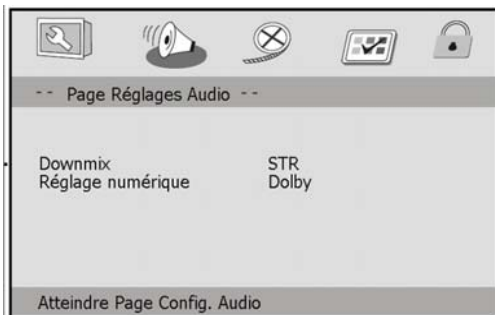 - - Page Réglages Audio - -
Downmix STR
Réglage numérique Dolby
Atteindre Page Config. Audio